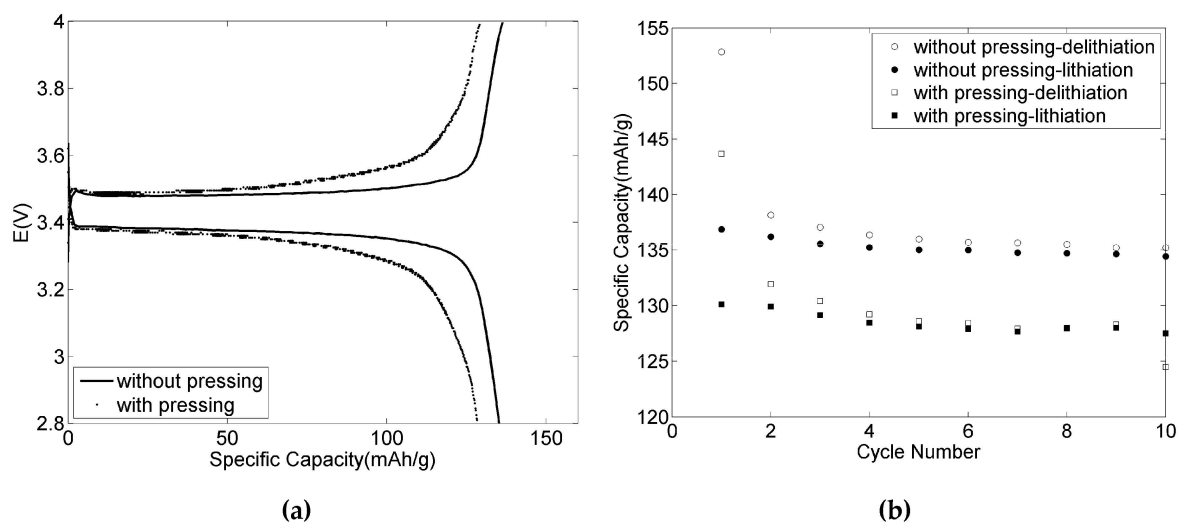 4
3.8
3.6
3.4
3.2
3
2.8
E(V)
0
50
100
150
Specific Capacity(mAh/g)
without pressing
with pressing
(a)
155
150
145
140
135
130
125
120
Specific Capacity(mAh/g)
0
2
4
6
8
10
Cycle Number
without pressing-delithiation
without pressing-lithiation
with pressing-delithiation
with pressing-lithiation
(b)